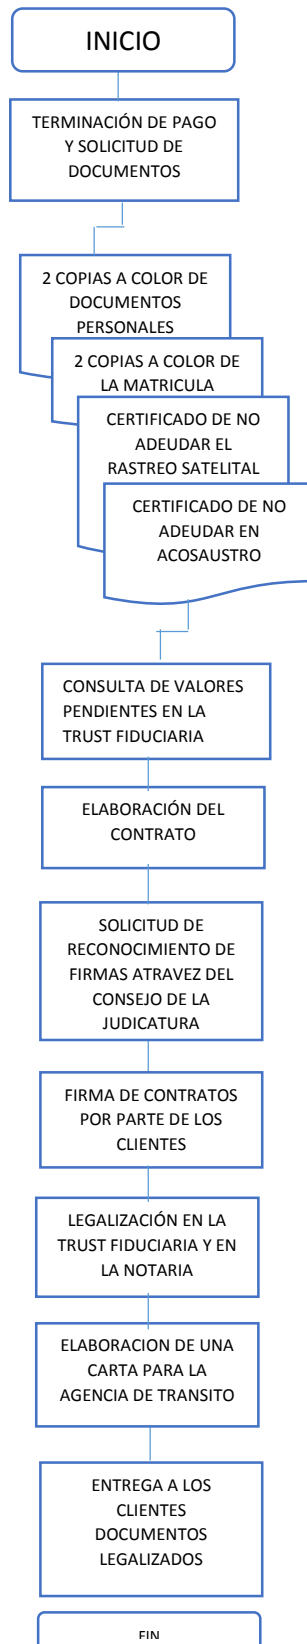 INICIO
TERMINACIÓN DE PAGO
Y SOLICITUD DE
DOCUMENTOS
2 COPIAS A COLOR DE
DOCUMENTOS
PERSONALES
2 COPIAS A COLOR DE
LA MATRICULA
CERTIFICADO DE NO
ADEUDAR EL
RASTREO SATELITAL
CERTIFICADO DE NO
ADEUDAR EN
ACOSAUSTRO
CONSULTA DE VALORES
PENDIENTES EN LA
TRUST FIDUCIARIA
ELABORACIÓN DEL
CONTRATO
SOLICITUD DE
RECONOCIMIENTO DE
FIRMAS ATRAVEZ DEL
CONSEJO DE LA
JUDICATURA
FIRMA DE CONTRATOS
POR PARTE DE LOS
CLIENTES
LEGALIZACIÓN EN LA
TRUST FIDUCIARIA Y EN
LA NOTARIA
ELABORACION DE UNA
CARTA PARA LA
AGENCIA DE TRANSITO
ENTREGA A LOS
CLIENTES
DOCUMENTOS
LEGALIZADOS
FIN